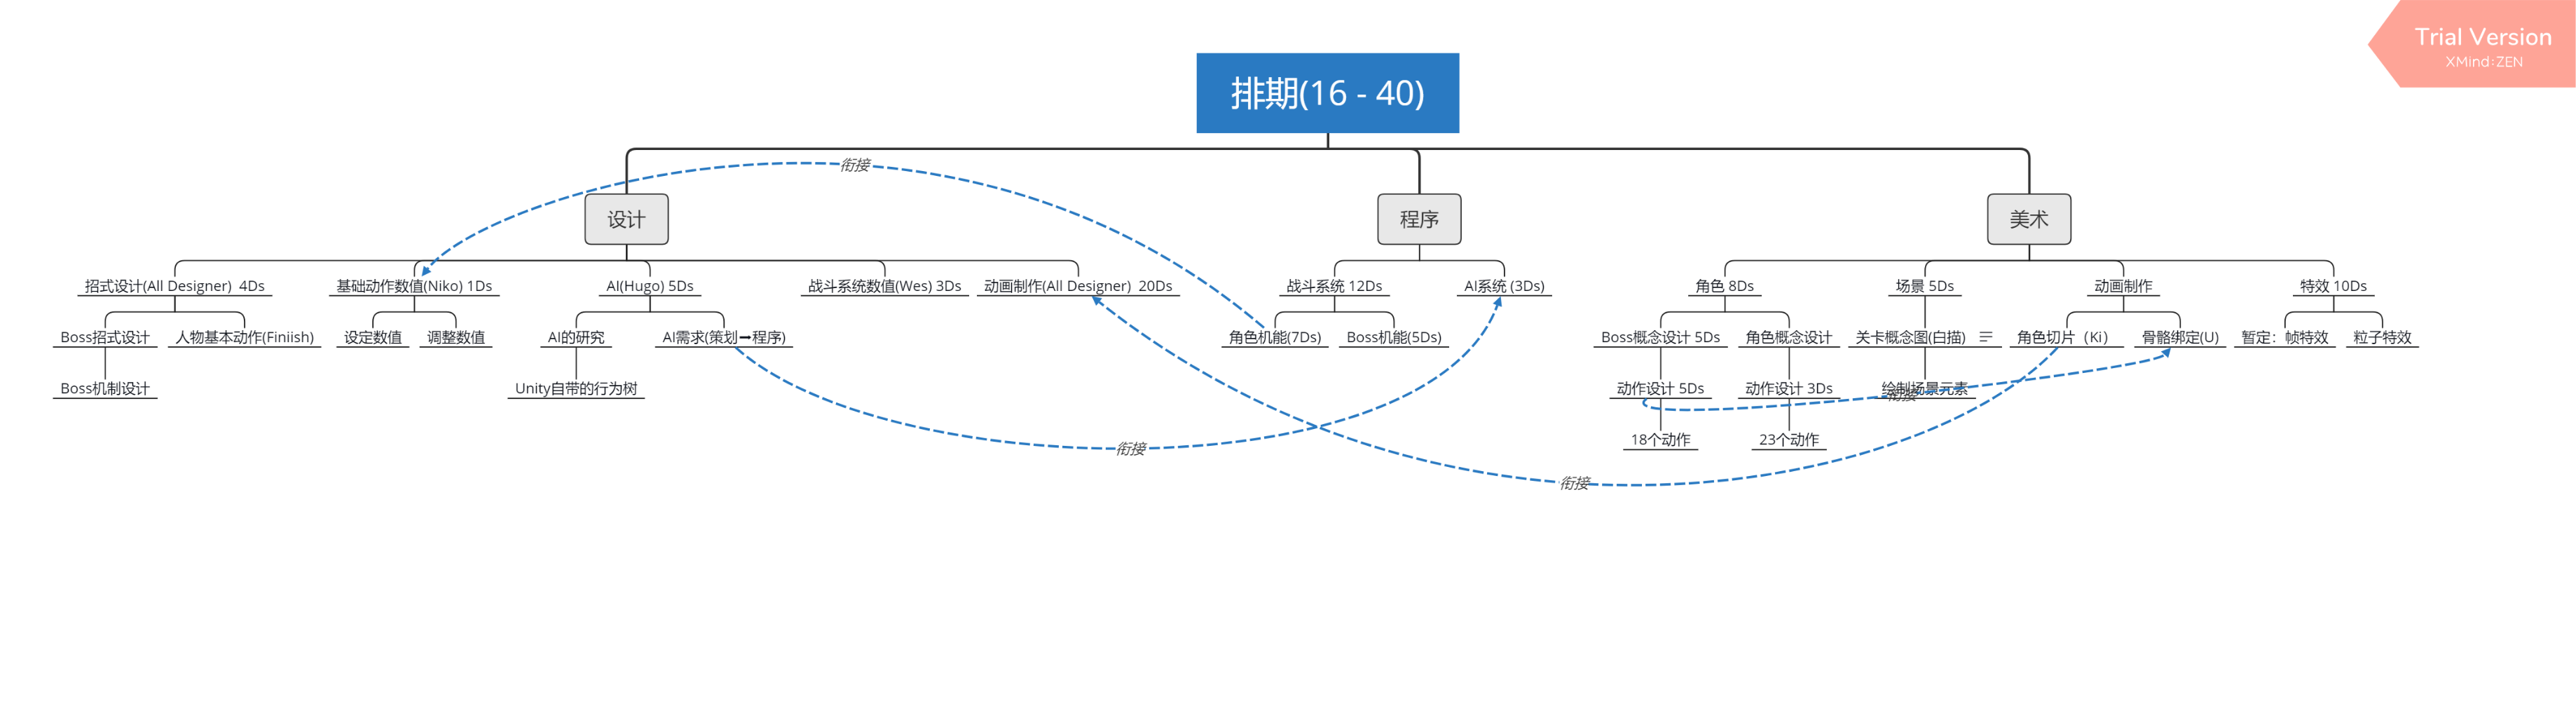 Trial Version
XMind:ZEN
排期(16 - 40)
衔接
设计
程序
美术
招式设计(All Designer)  4Ds
基础动作数值(Niko) 1Ds
AI(Hugo) 5Ds
战斗系统数值(Wes) 3Ds
动画制作(All Designer)  20Ds
战斗系统 12Ds
AI系统 (3Ds)
角色 8Ds
场景 5Ds
动画制作
特效 10Ds
Boss招式设计
人物基本动作(Finiish)
设定数值
调整数值
AI的研究
AI需求(策划➡程序)
角色机能(7Ds)
Boss机能(5Ds)
Boss概念设计 5Ds
角色概念设计
关卡概念图(白描)
角色切片（Ki）
骨骼绑定(U)
暂定：帧特效
粒子特效
Boss机制设计
Unity自带的行为树
动作设计 5Ds
动作设计 3Ds
绘制场景元素
衔接
18个动作
23个动作
衔接
衔接